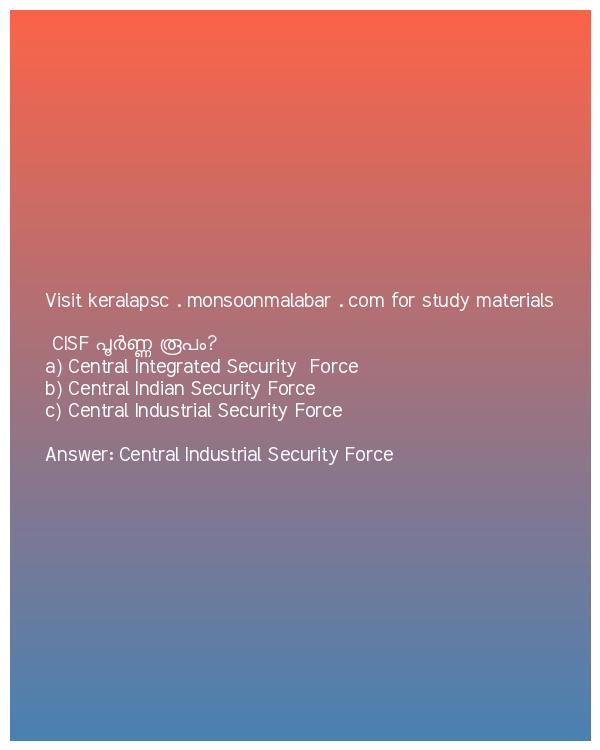 Visit keralapsc . monsoonmalabar . com for study materials
CISF പൂർണ്ണ രൂപം?
a) Central Integrated Security  Force
b) Central Indian Security Force
c) Central Industrial Security Force
Answer: Central Industrial Security Force